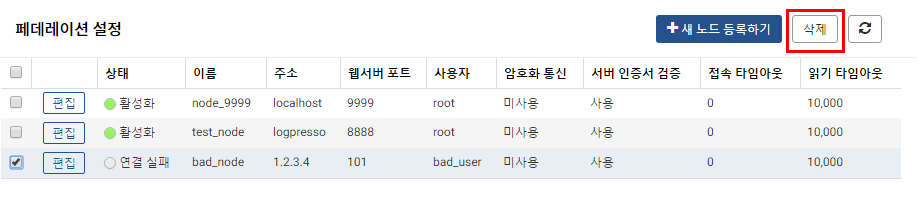 페데레이션 설정
새 노드 등록하기 삭제
상태 이름 주소 웹서버 포트 사용자 암호화 통신 서버 인증서 검증 접속 타임아웃 읽기 타임아웃
편집 활성화 node_9999 localhost 9999 root 미사용 사용 0 10,000
편집 활성화 test_node logpresso 8888 root 미사용 사용 0 10,000
편집 연결 실패 bad_node 1.2.3.4 101 bad_user 미사용 사용 0 10,000